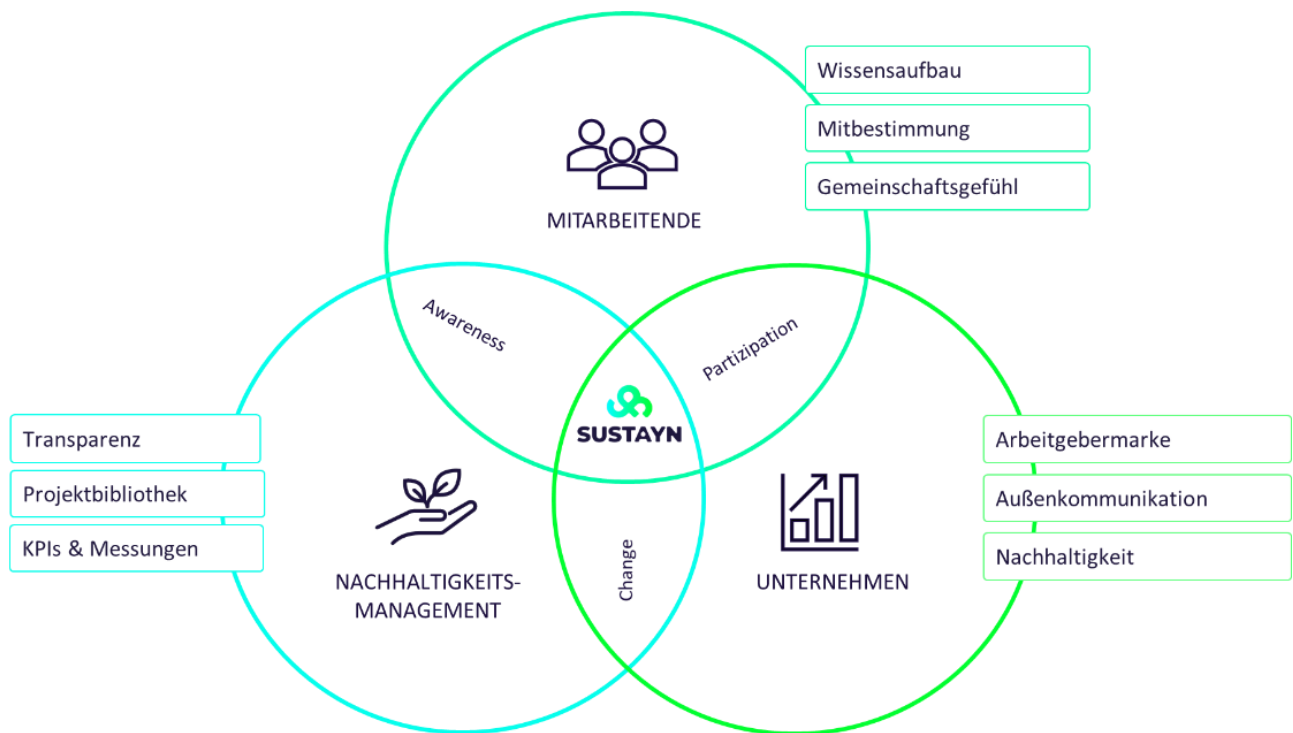 Wissensaufbau
Mitbestimmung
Gemeinschaftsgefühl
MITARBEITENDE
Awareness
Partizipation
SUSTAYN
Transparenz
Projektbibliothek
KPIs & Messungen
Arbeitgebermarke
Außenkommunikation
Nachhaltigkeit
NACHHALTIGKEITS-
MANAGEMENT
Change
UNTERNEHMEN